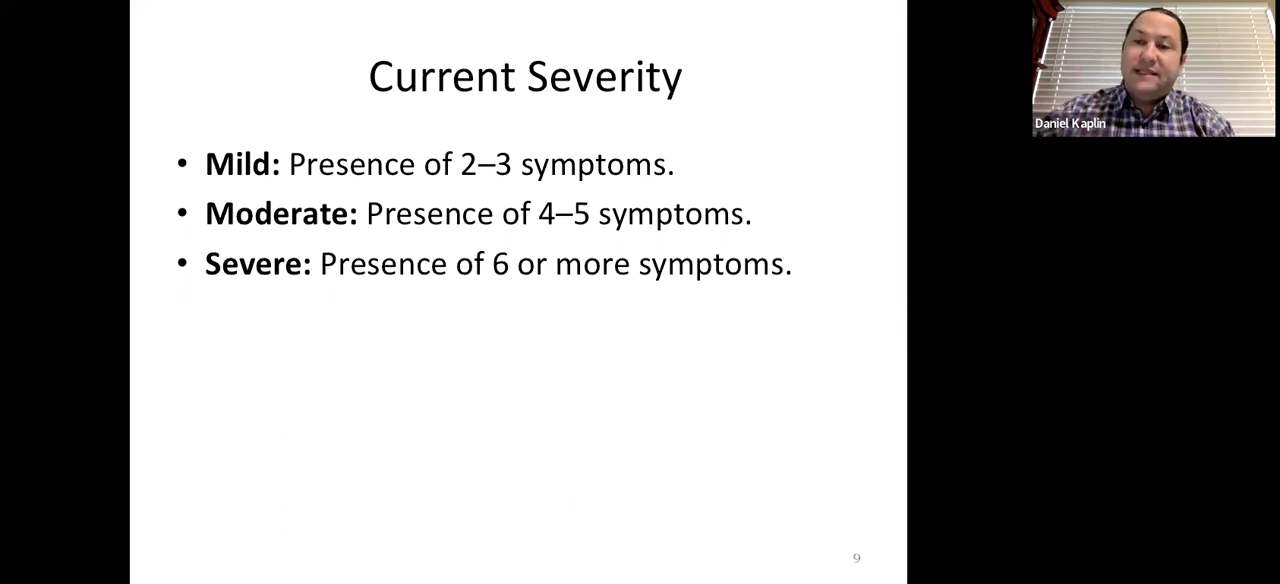 Current Severity
• Mild: Presence of 2–3 symptoms.
• Moderate: Presence of 4–5 symptoms.
• Severe: Presence of 6 or more symptoms.
9
Daniel Kaplin